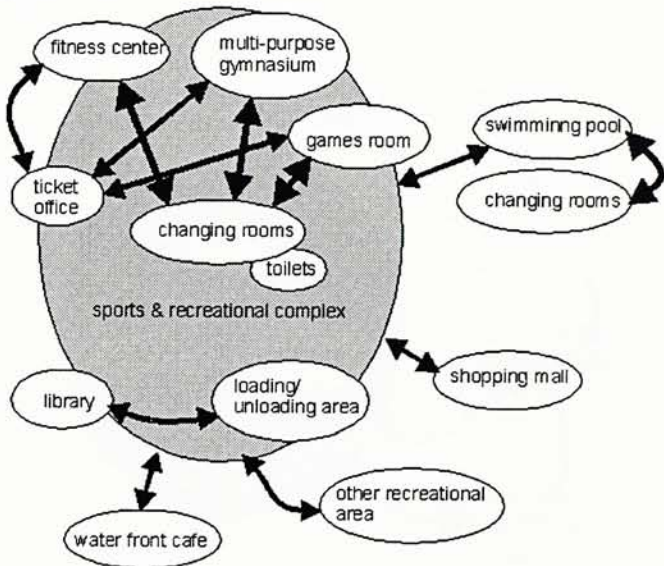 fitness center
multi-purpose
gymnasium
games room
swimminng pool
ticket
office
changing rooms
changing rooms
toilets
sports & recreational complex
shopping mall
library
loading/
unloading area
other recreational
area
water front cafe